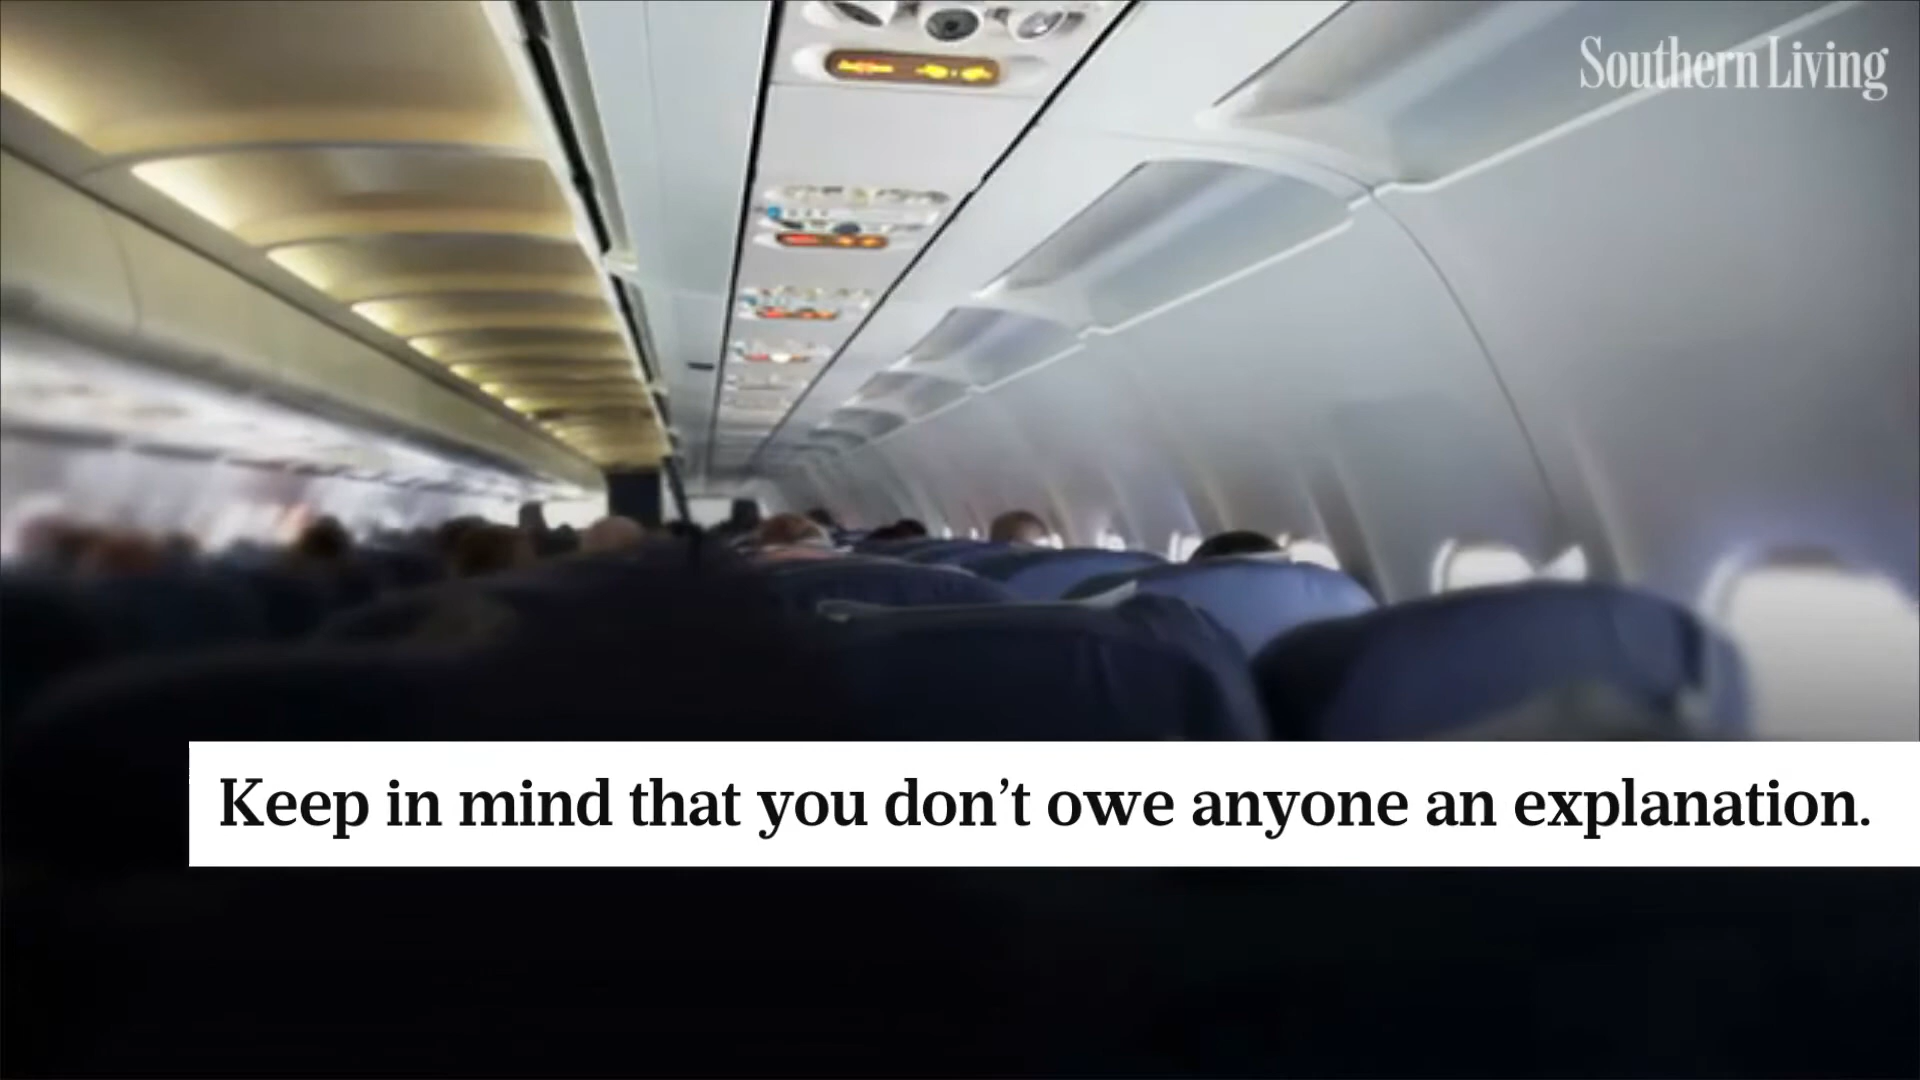 Southern Living
Keep in mind that you don’t owe anyone an explanation.